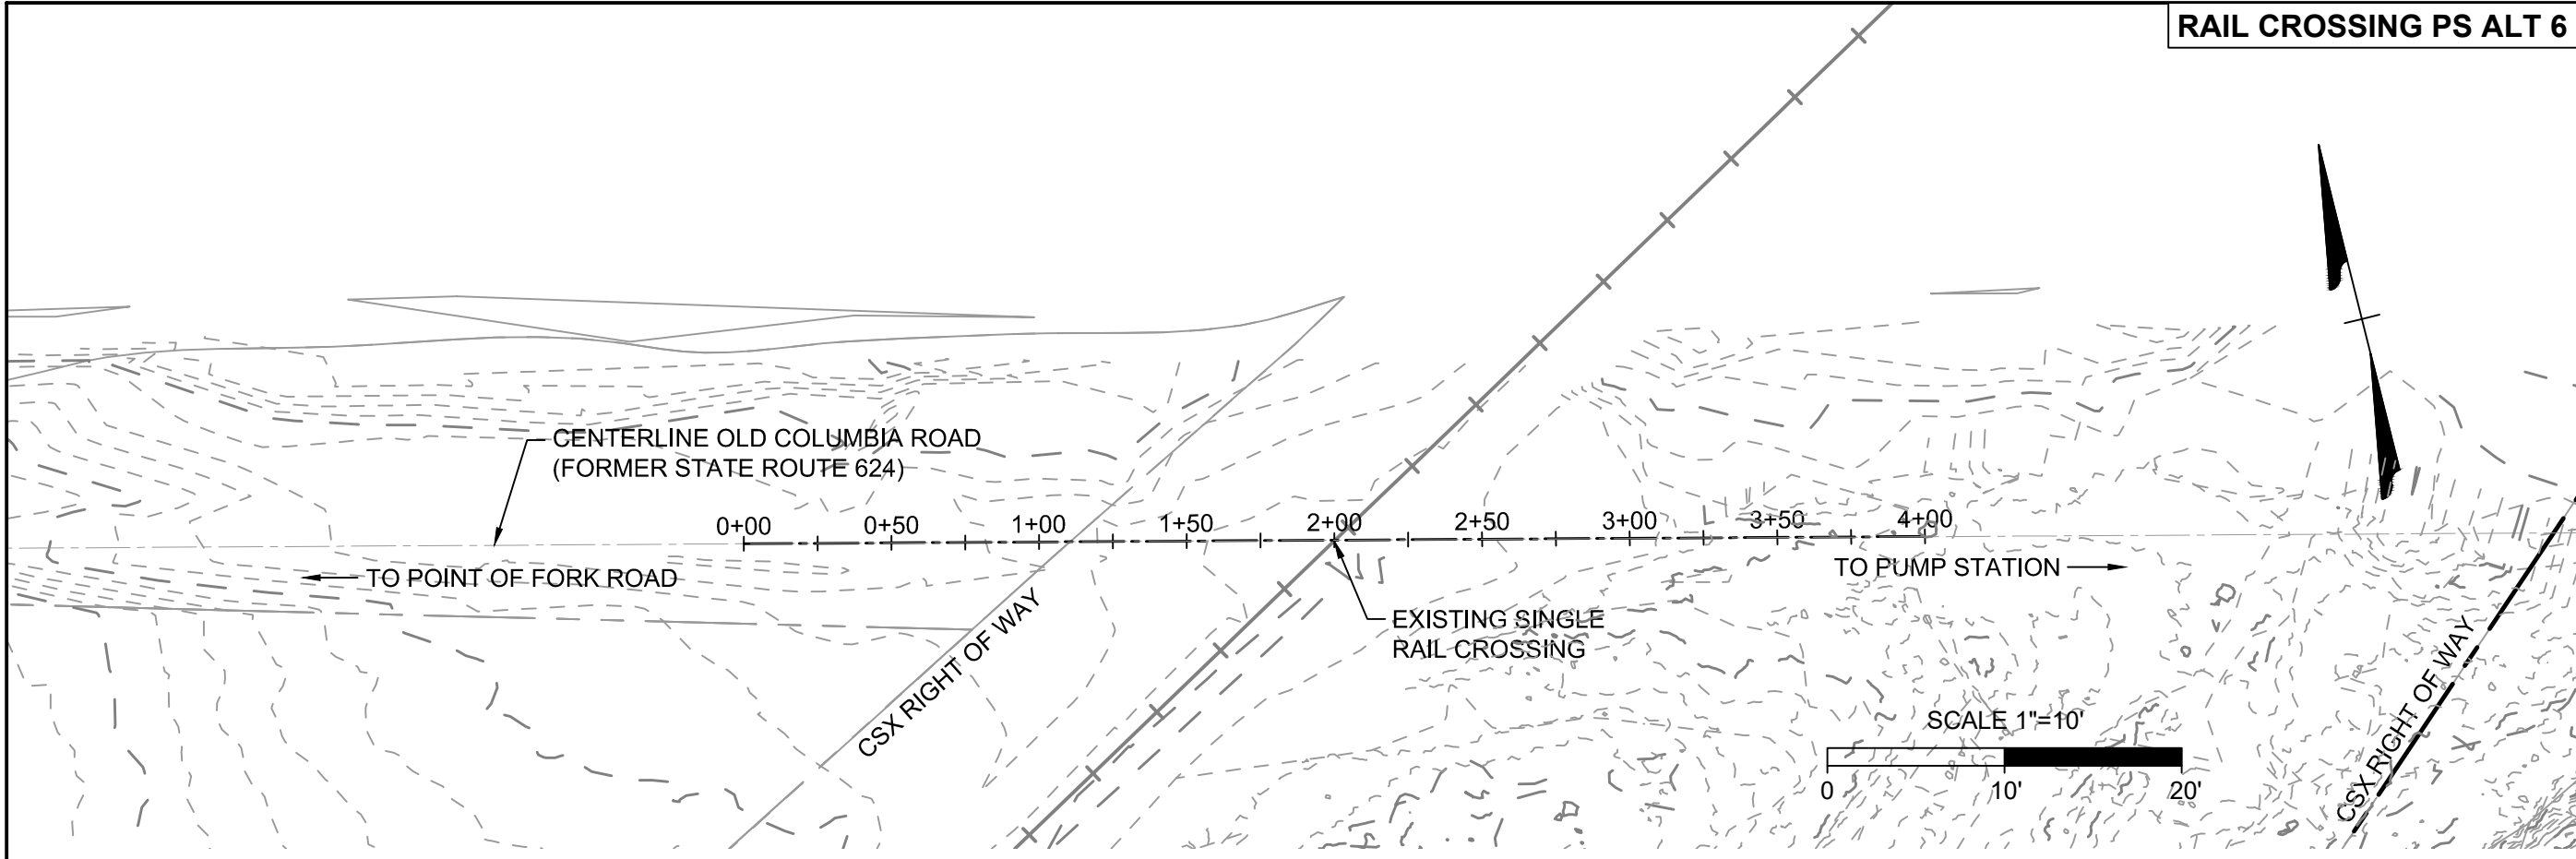 RAIL CROSSING PS ALT 6
CENTERLINE OLD COLUMBIA ROAD
(FORMER STATE ROUTE 624)
0+00
0+50
1+00
1+50
2+00
2+50
3+00
3+50
4+00
TO POINT OF FORK ROAD
TO PUMP STATION
EXISTING SINGLE
RAIL CROSSING
CSX RIGHT OF WAY
CSX RIGHT OF WAY
SCALE 1"=10'
0
10'
20'